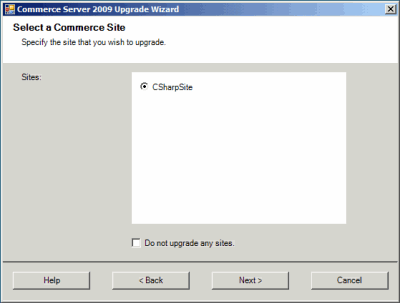 Commerce Server 2009 Upgrade Wizard
Select a Commerce Site
Specify the site that you wish to upgrade.
Sites:
CSharpSite
Do not upgrade any sites.
Help
< Back
Next >
Cancel